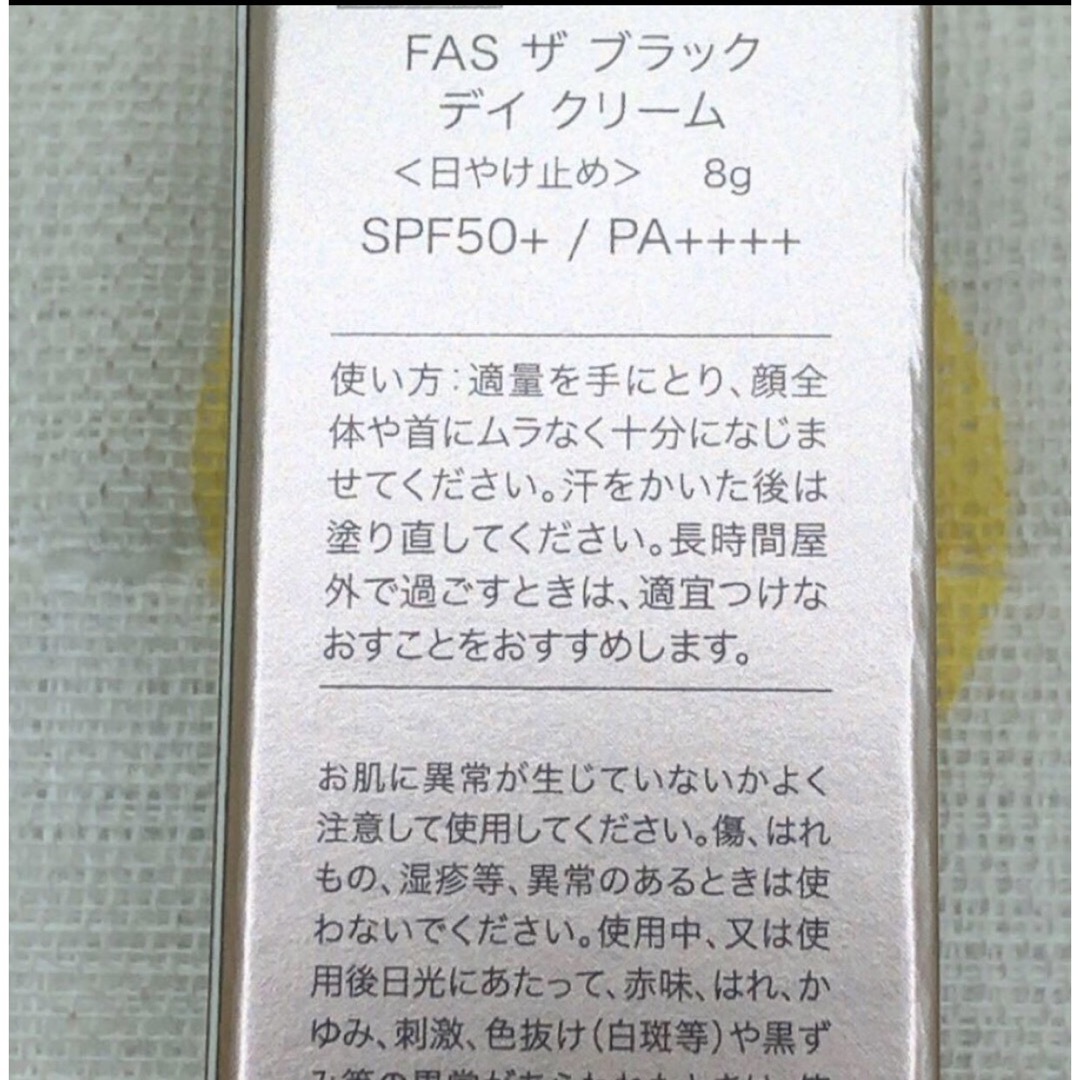 FAS ザ ブラック
デイ クリーム
＜日やけ止め＞ 8g
SPF50+ / PA++++
使い方：適量を手にとり、顔全
体や首にムラなく十分になじま
せてください。汗をかいた後は
塗り直してください。長時間屋
外で過ごすときは、適宜つけな
おすことをおすすめします。
お肌に異常が生じていないかよく
注意して使用してください。傷、はれ
もの、湿疹等、異常のあるときは使
わないでください。使用中、又は使
用後日光にあたって、赤味、はれ、か
ゆみ、刺激、色抜け（白斑等）や黒ず